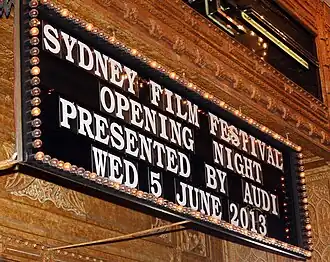 SYDNEY FILM FESTIVAL
OPENING NIGHT
PRESENTED BY AUDI
WED 5 JUNE 2013